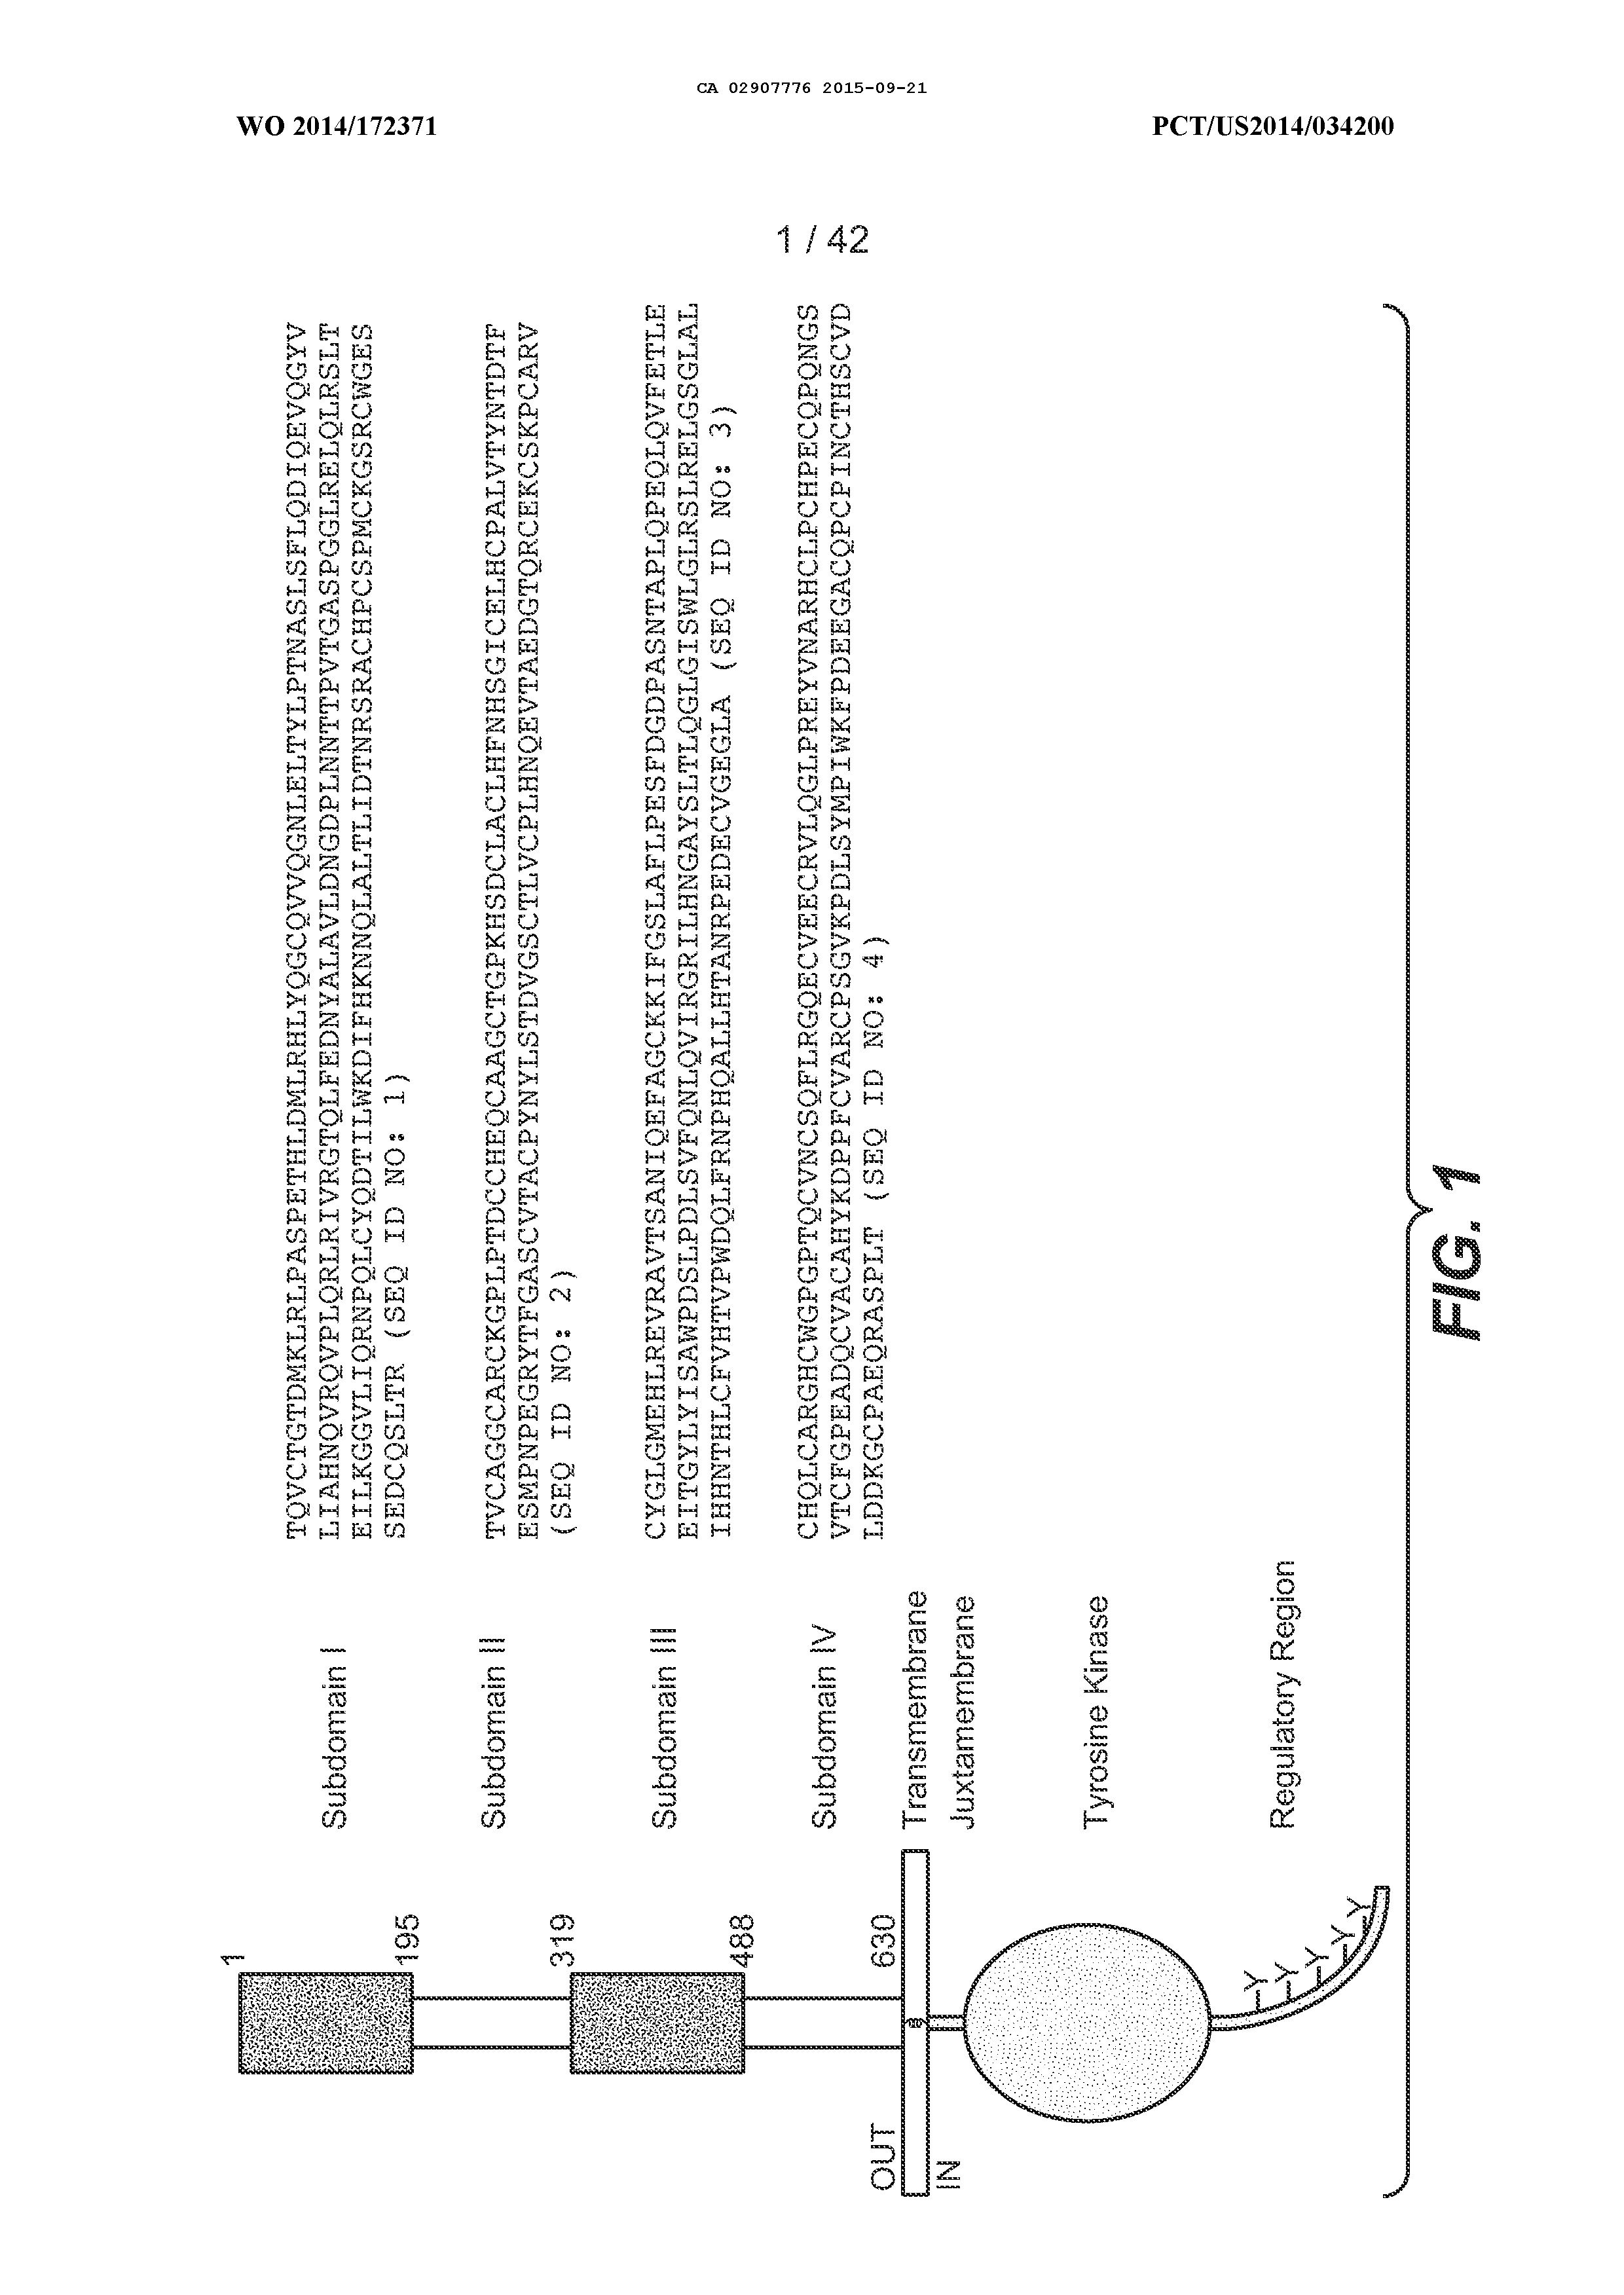 CA 02907776 2015-09-21
WO 2014/172371
PCT/US2014/034200
1 / 42
1
195
319
488
630
OUT
IN
Y
Y
Y
Y
Y
Subdomain I
TQVCTGTDMKLRLPASPETHLDMLRHLYQGCQVVQGNLELTYLPTNASLSFLQDIQEVQGYV
LIAHNQVRQVPLQRLRIVRGTQLFEDNYALAVLDNGDPLNNTTPVTGASPGGLRELQLRSLT
EILKGGVLIQRNPQLCYQDTILWKDIFHKNNQLALTLIDTNRSRACHPCSPMCKGSRCWGES
SEDCQSLTR (SEQ ID NO: 1)
Subdomain II
TVCAGGCARCKGPLPTDCCHEQCAAGCTGPKHSDCLACLHFNHSGICELHCPALVTYNTDTF
ESMPNPEGRYTFGASCVTACPYNYLSTDVGSCTLVCPLHNQEVTAEDGTQRCEKCSKPCARV
(SEQ ID NO: 2)
Subdomain III
CYGLGMEHLREVRAVTSANIQEFAGCKKIFGSLAFLPESFDGDPASNTAPLQPEQLQVFETLE
EITGYLYISAWPDSLPDLSVFQNLQVIRGRILHNGAYSLTLQGLGISWLGLRSLRELGSGLAL
IHHNTHLCFVHTVPWDQLFRNPHQALLHTANRPEDECVGEGLA (SEQ ID NO: 3)
Subdomain IV
CHQLCARGHCWGPGPTQCVNCSQFLRGQECVEECRVLQGLPREYVNARHCLPCHPECQPQNGS
VTCFGPEADQCVACAHYKDPPFCVARCPSGVKPDLSYMPIWKFPDEEGACQPCPINCTHSCVD
LDDKGCPAEQRASPLT (SEQ ID NO: 4)
Transmembrane
Juxtamembrane
Tyrosine Kinase
Regulatory Region
FIG. 1